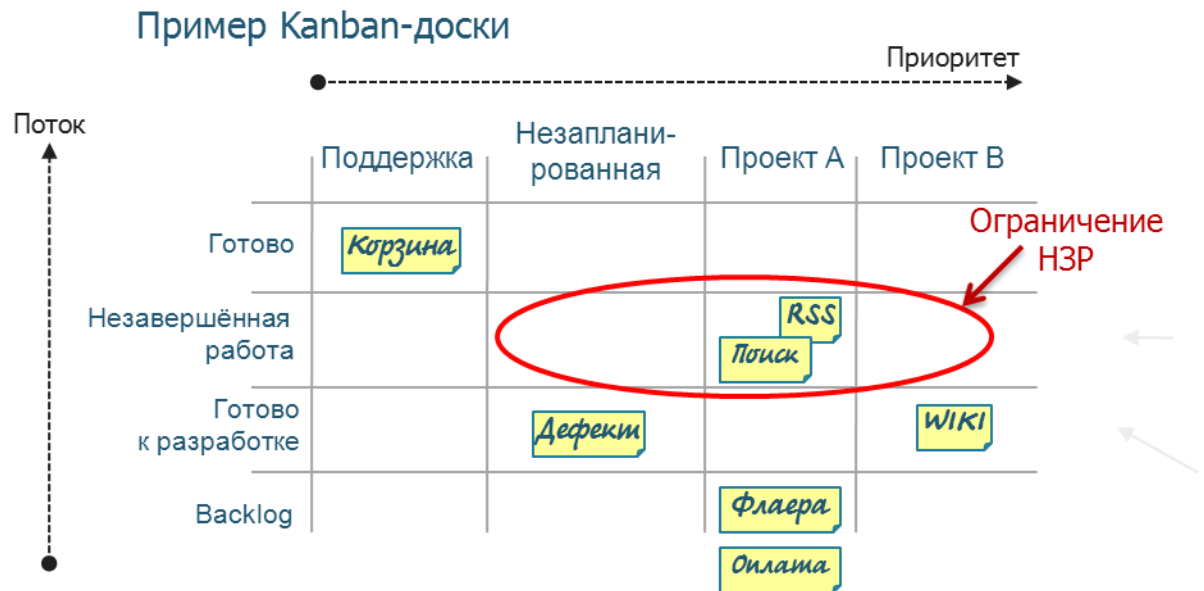 Пример Kanban-доски
Приоритет
Поток
Поддержка
Незаплани-
рованная
Проект А
Проект В
Ограничение
НЗР
Готово
Корзина
Незавершённая
работа
RSS
Поиск
Готово
к разработке
Дефект
WIKI
Backlog
Флаера
Оплата